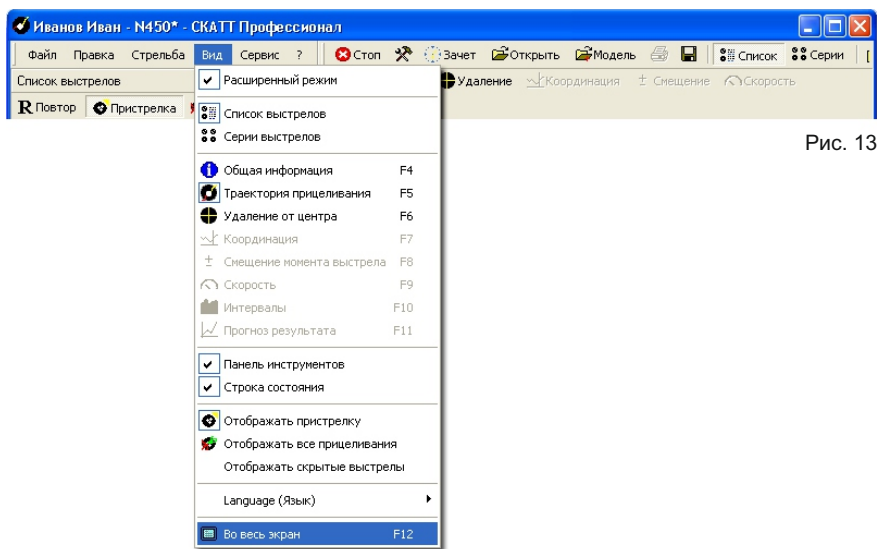 Иванов Иван - N450* - СКАТТ Профессионал
Файл Правка Стрельба Вид Сервис ? Стоп Зачет Открыть Модель Список Серии
Список выстрелов Удаление Координация ± Смещение Скорость
R Повтор Пристрелка
Рис. 13
Расширенный режим
Список выстрелов
Серии выстрелов
Общая информация F4
Траектория прицеливания F5
Удаление от центра F6
Координация F7
± Смещение момента выстрела F8
Скорость F9
Интервалы F10
Прогноз результата F11
Панель инструментов
Строка состояния
Отображать пристрелку
Отображать все прицеливания
Отображать скрытые выстрелы
Language (Язык)
Во весь экран F12